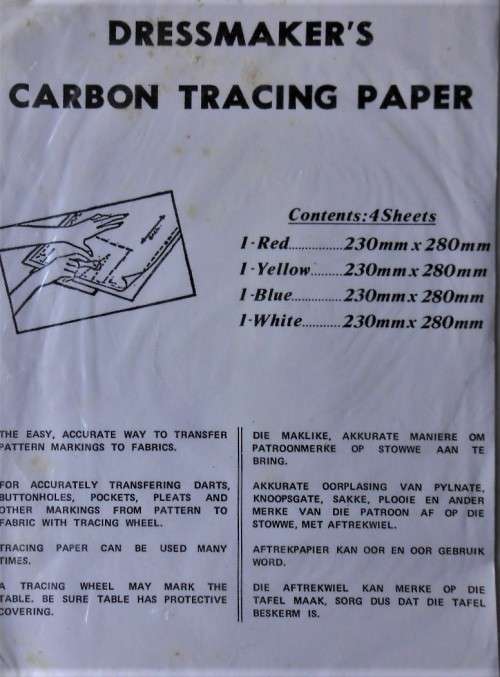 DRESSMAKER'S
CARBON TRACING PAPER
Contents:4Sheets
1-Red.............230mm x 280mm
1-Yellow.........230mm x 280mm
1-Blue.............230mm x 280mm
1-White...........230mmx 280mm
THE EASY, ACCURATE WAY TO TRANSFER
PATTERN MARKINGS TO FABRICS.
FOR ACCURATELY TRANSFERING DARTS,
BUTTONHOLES, POCKETS, PLEATS AND
OTHER MARKINGS FROM PATTERN TO
FABRIC WITH TRACING WHEEL.
TRACING PAPER CAN BE USED MANY
TIMES.
A TRACING WHEEL MAY MARK THE
TABLE. BE SURE TABLE HAS PROTECTIVE
COVERING.
DIE MAKLIKE, AKKURATE MANIERE OM
PATROONMERKE OP STOWWE AAN TE
BRING.
AKKURATE OORPLASING VAN PYLNATE,
KNOOPSGATE, SAKKE, PLOOIE EN ANDER
MERKE VAN DIE PATROON AF OP DIE
STOWWE, MET AFTREKWIEL.
AFTREKPAPIER KAN OOR EN OOR GEBRUIK
WORD.
DIE AFTREKWIEL KAN MERKE OP DIE
TAFEL MAAK, SORG DUS DAT DIE TAFEL
BESKERM IS.